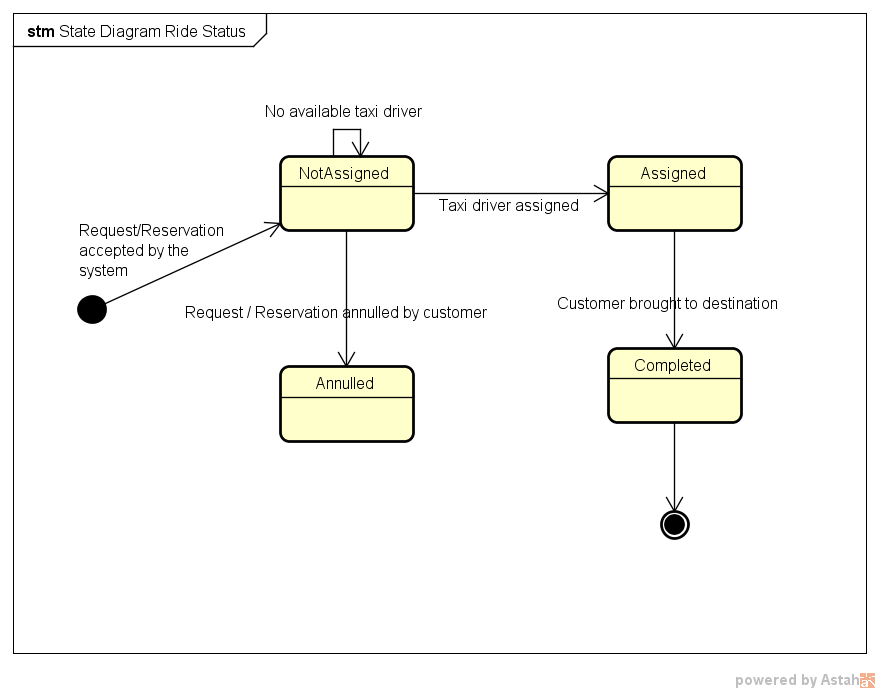 stm State Diagram Ride Status
No available taxi driver
NotAssigned
Assigned
Taxi driver assigned
Request/Reservation
accepted by the
system
Request / Reservation annulled by customer
Customer brought to destination
Annulled
Completed
powered by Astah